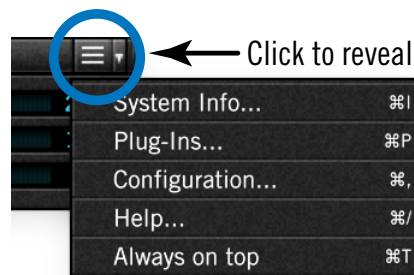 Click to reveal
System Info... ⌘I
Plug-Ins... ⌘P
Configuration... ⌘,
Help... ⌘/
Always on top ⌘T